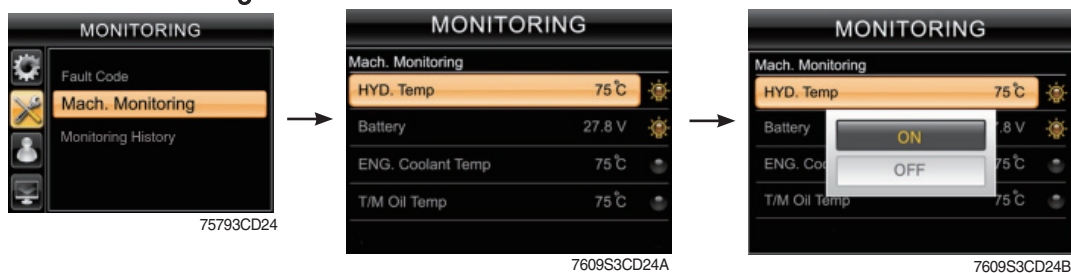 MONITORING
Fault Code
Mach. Monitoring
Monitoring History
75793CD24
MONITORING
Mach. Monitoring
HYD. Temp 75℃
Battery 27.8 V
ENG. Coolant Temp 75℃
T/M Oil Temp 75℃
7609S3CD24A
MONITORING
Mach. Monitoring
HYD. Temp 75℃
Battery .8 V
ON
ENG. Coo 75℃
OFF
T/M Oil Temp 75℃
7609S3CD24B